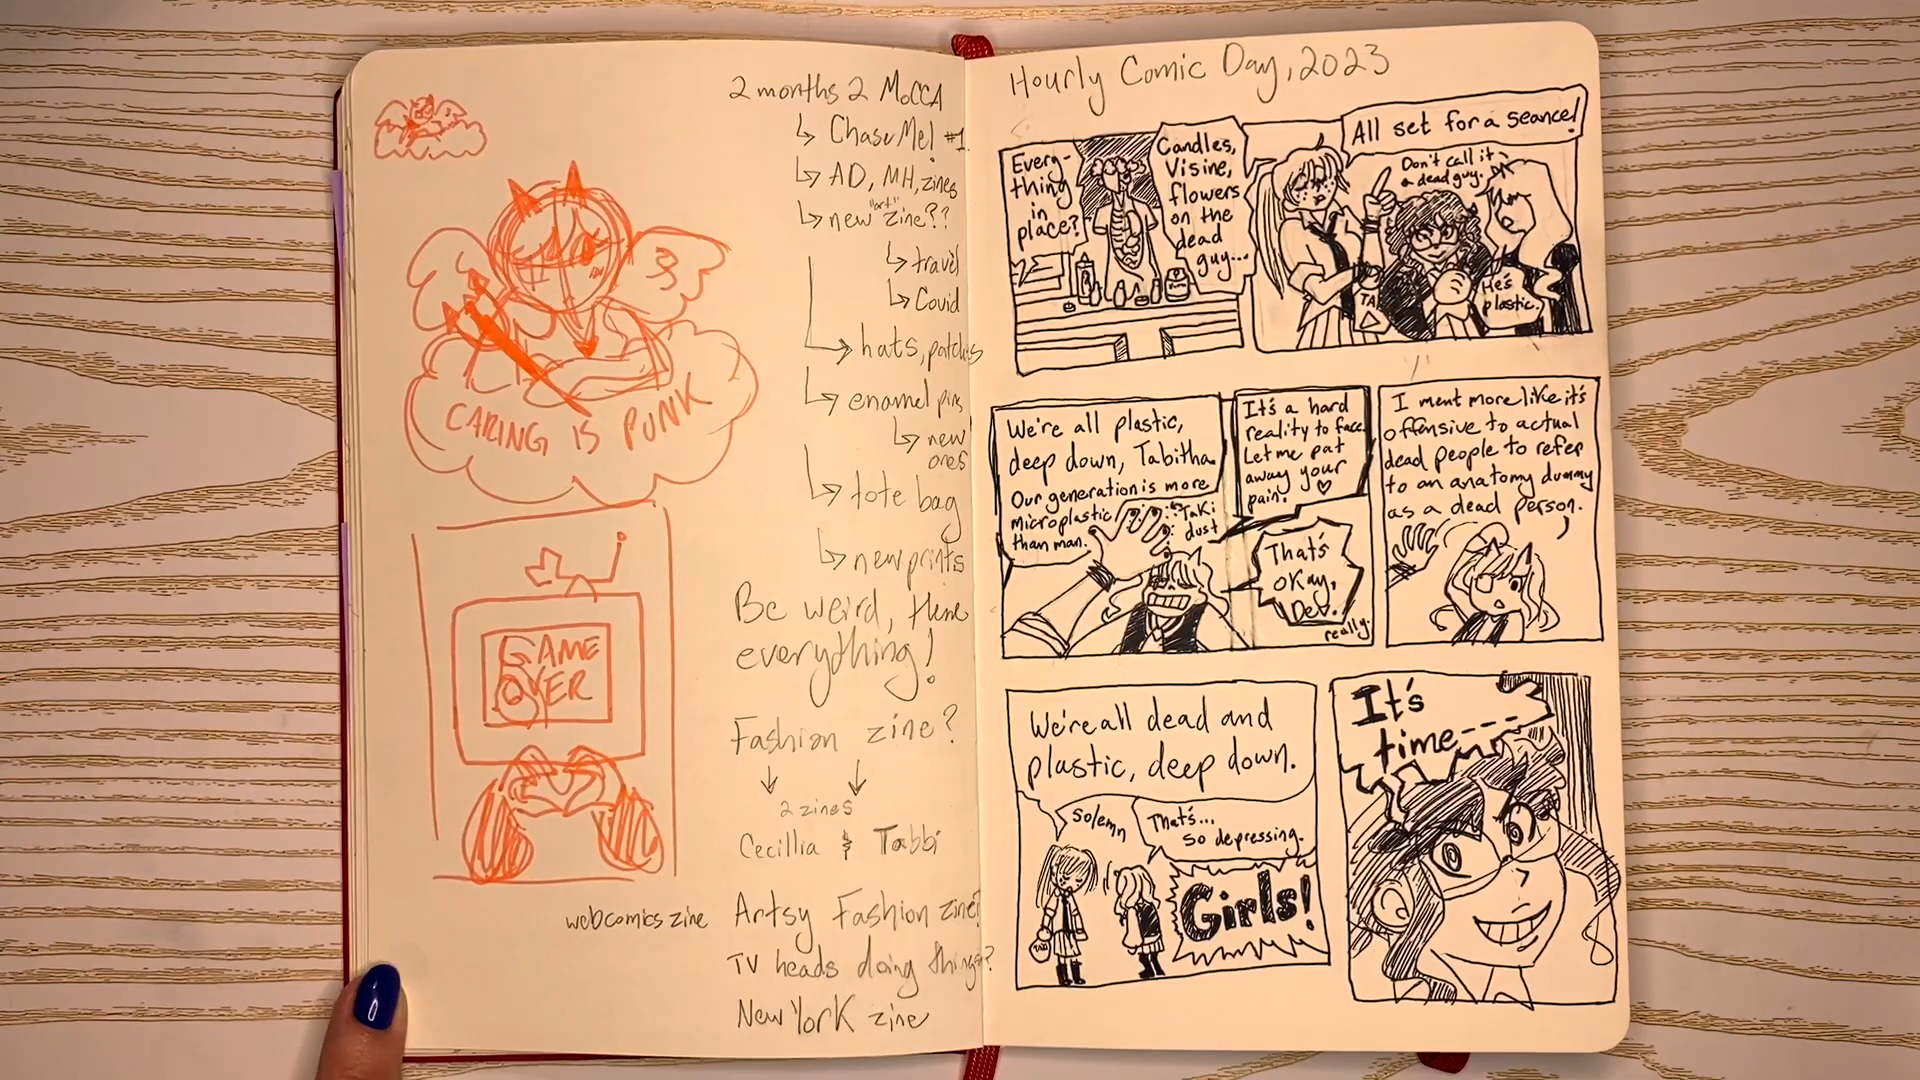 2 months 2 MoCCA
↳ Chase Me! #1
↳ AD, MH, zines
↳ new "art" zine??
↳ travel
↳ Covid
↳ hats, patches
↳ enamel pins
↳ new ones
↳ tote bag
↳ new prints
Be weird, theme
everything!
Fashion zine?
2 zines
Cecillia & Tabbi
webcomics zine
Artsy Fashion zine?
TV heads doing things?
New York zine
CARING IS PUNK
GAME
OVER
Hourly Comic Day, 2023
Every-
thing
in
place?
Candles,
Visine,
flowers
on the
dead
guy...
All set for a seance!
Don't call it
a dead guy.
He's
plastic.
TA
We're all plastic,
deep down, Tabitha.
Our generation is more
microplastic
than man.
Taki
dust
It's a hard
reality to face.
Let me pat
away your
pain. ♡
That's
okay,
Dev.
really.
I ment more like it's
offensive to actual
dead people to refer
to an anatomy dummy
as a dead person.
We're all dead and
plastic, deep down.
solemn
That's...
so depressing.
Girls!
It's
time--